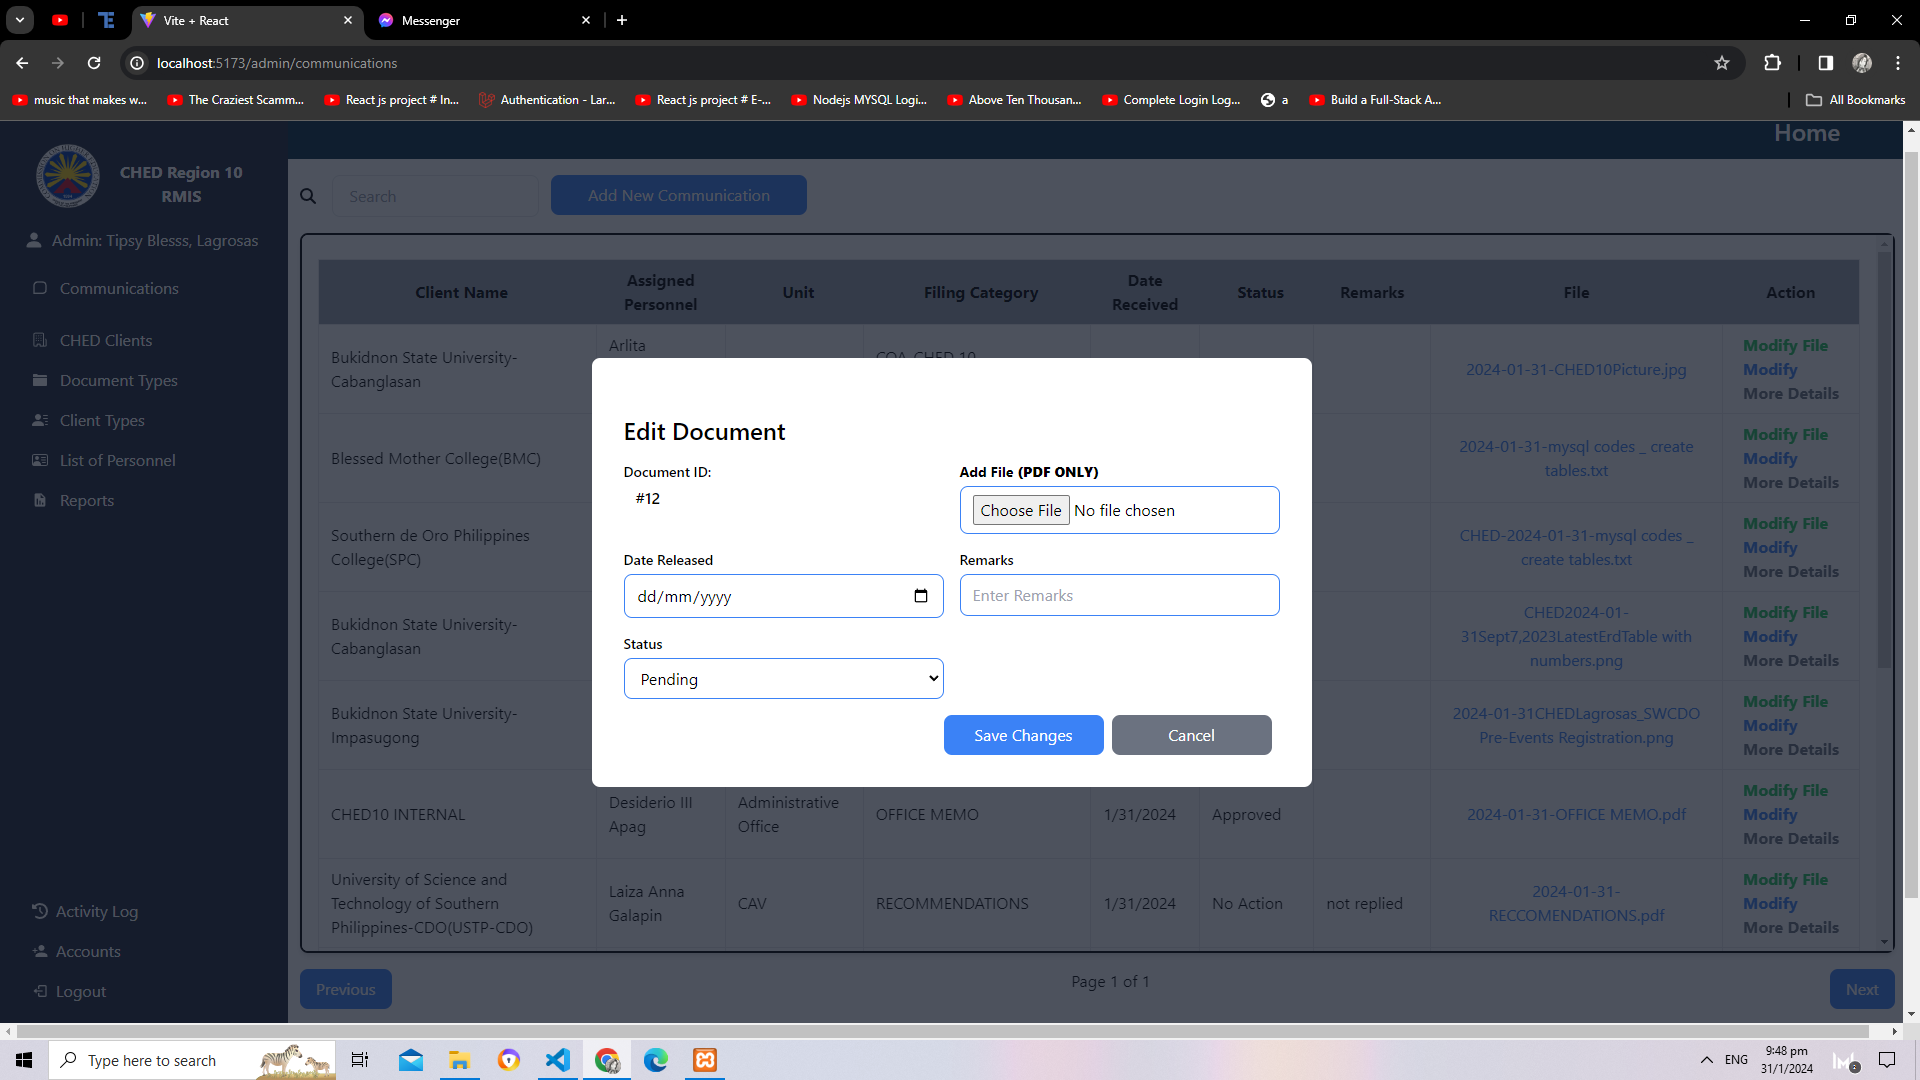 Vite + React
Messenger
localhost:5173/admin/communications
music that makes w...
The Craziest Scamm...
React js project # In...
Authentication - Lar...
React js project # E-...
Nodejs MYSQL Logi...
Above Ten Thousan...
Complete Login Log...
a
Build a Full-Stack A...
All Bookmarks
CHED Region 10
RMIS
Admin: Tipsy Blesss, Lagrosas
Communications
CHED Clients
Document Types
Client Types
List of Personnel
Reports
Activity Log
Accounts
Logout
Home
Search
Add New Communication
Client Name
Assigned
Personnel
Unit
Filing Category
Date
Received
Status
Remarks
File
Action
Bukidnon State University-
Cabanglasan
Arlita
COA-CHED 10
2024-01-31-CHED10Picture.jpg
Modify File
Modify
More Details
Blessed Mother College(BMC)
2024-01-31-mysql codes _ create
tables.txt
Modify File
Modify
More Details
Southern de Oro Philippines
College(SPC)
CHED-2024-01-31-mysql codes _
create tables.txt
Modify File
Modify
More Details
Bukidnon State University-
Cabanglasan
CHED2024-01-
31Sept7,2023LatestErdTable with
numbers.png
Modify File
Modify
More Details
Bukidnon State University-
Impasugong
2024-01-31CHEDLagrosas_SWCDO
Pre-Events Registration.png
Modify File
Modify
More Details
CHED10 INTERNAL
Desiderio III
Apag
Administrative
Office
OFFICE MEMO
1/31/2024
Approved
2024-01-31-OFFICE MEMO.pdf
Modify File
Modify
More Details
University of Science and
Technology of Southern
Philippines-CDO(USTP-CDO)
Laiza Anna
Galapin
CAV
RECOMMENDATIONS
1/31/2024
No Action
not replied
2024-01-31-
RECCOMENDATIONS.pdf
Modify File
Modify
More Details
Edit Document
Document ID:
#12
Add File (PDF ONLY)
Choose File No file chosen
Date Released
dd/mm/yyyy
Remarks
Enter Remarks
Status
Pending
Save Changes
Cancel
Previous
Page 1 of 1
Next
Type here to search
ENG
9:48 pm
31/1/2024